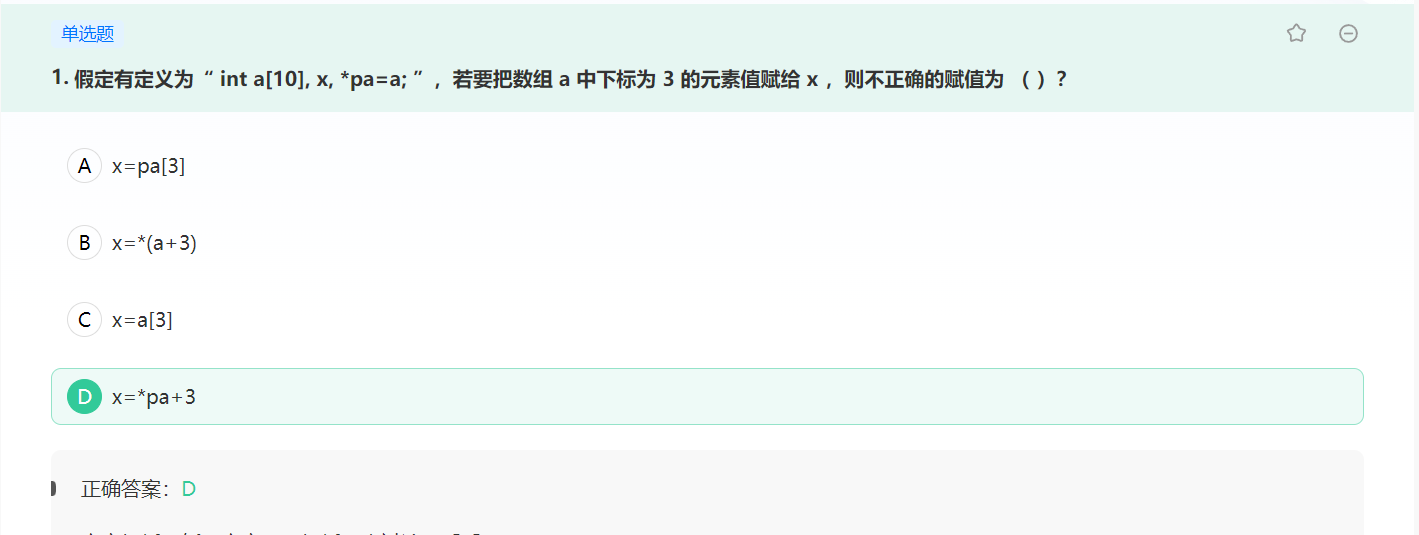 单选题
1. 假定有定义为“ int a[10], x, *pa=a; ”，若要把数组 a 中下标为 3 的元素值赋给 x ，则不正确的赋值为 （ ）？
A x=pa[3]
B x=*(a+3)
C x=a[3]
D x=*pa+3
正确答案：D